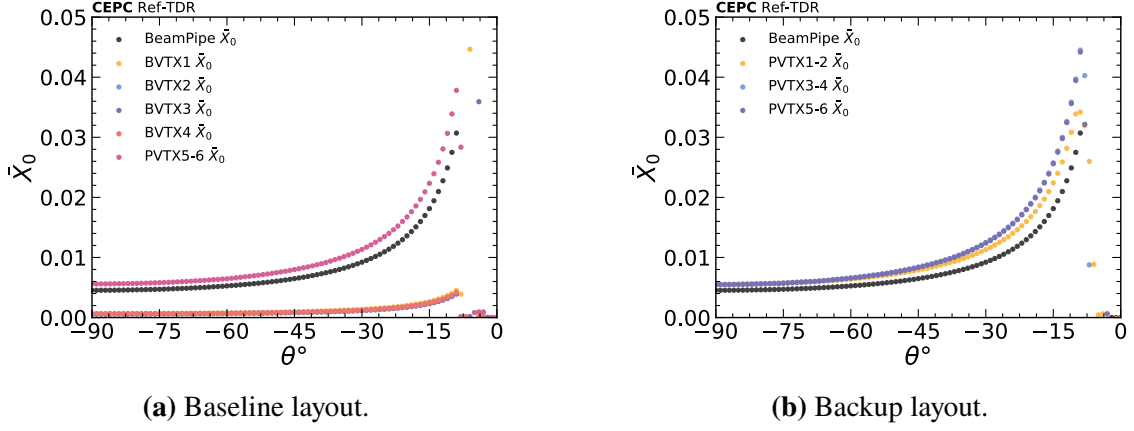 CEPC Ref-TDR
0.05
0.04
0.03
0.02
0.01
0.00
X̄₀
BeamPipe X̄₀
BVTX1 X̄₀
BVTX2 X̄₀
BVTX3 X̄₀
BVTX4 X̄₀
PVTX5-6 X̄₀
−90 −75 −60 −45 −30 −15 0
θ°
(a) Baseline layout.
CEPC Ref-TDR
0.05
0.04
0.03
0.02
0.01
0.00
X̄₀
BeamPipe X̄₀
PVTX1-2 X̄₀
PVTX3-4 X̄₀
PVTX5-6 X̄₀
−90 −75 −60 −45 −30 −15 0
θ°
(b) Backup layout.